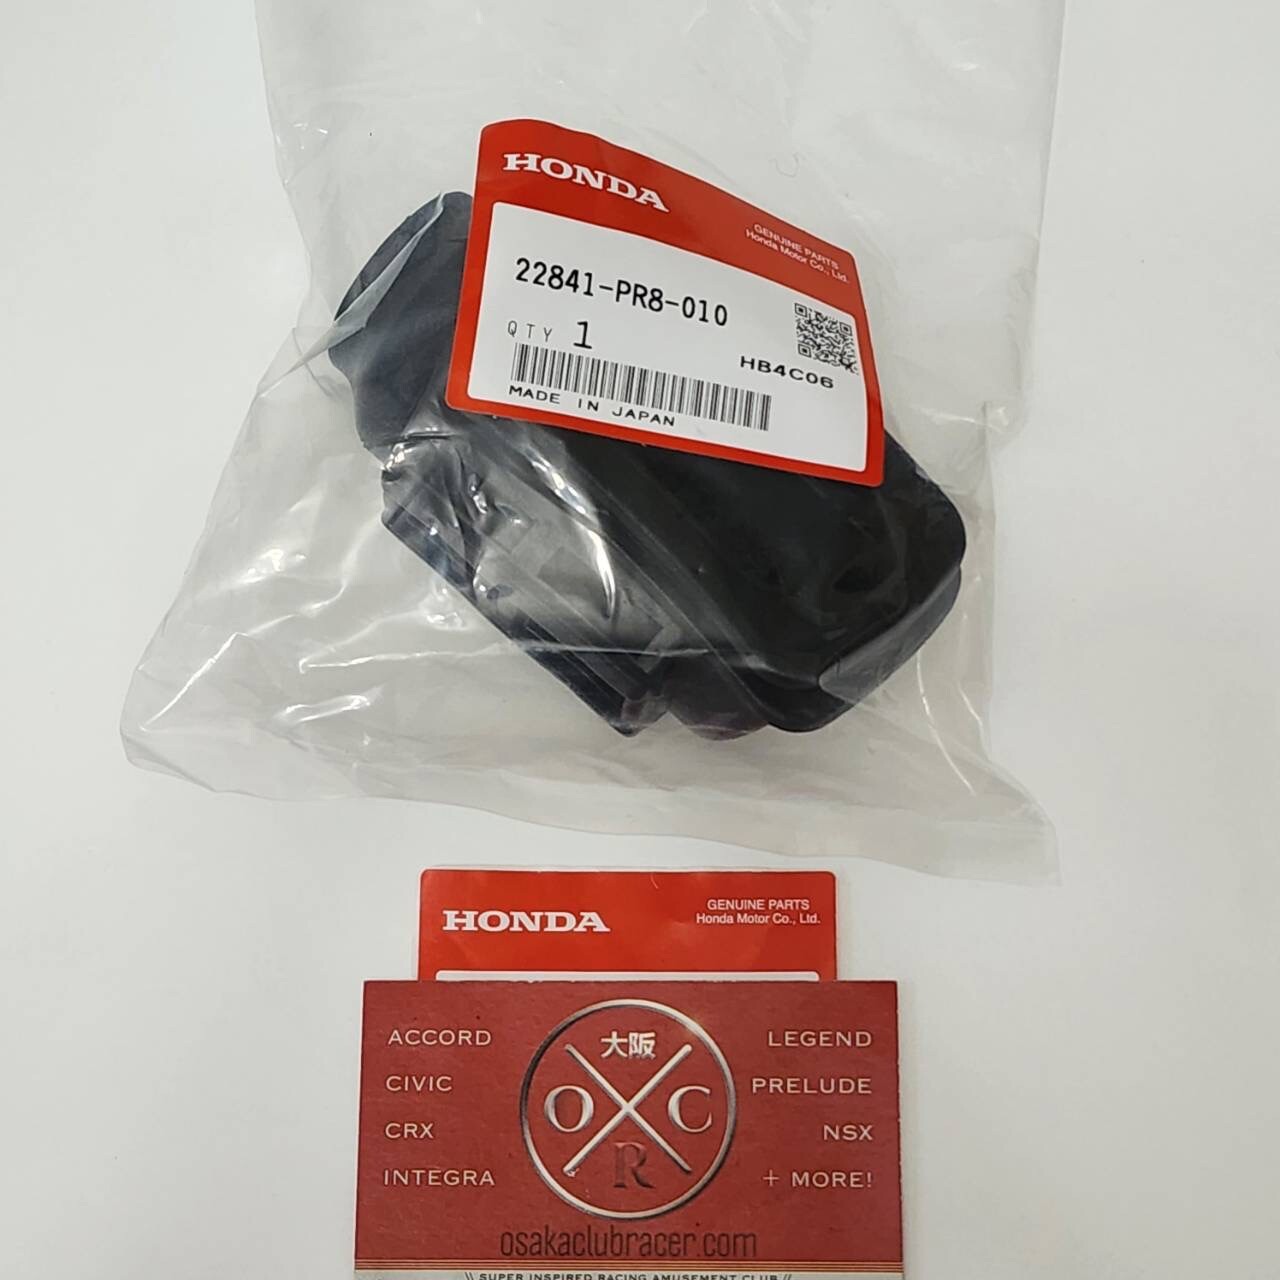 HONDA
GENUINE PARTS
Honda Motor Co., Ltd.
22841-PR8-010
QTY 1
HB4C06
MADE IN JAPAN
HONDA
GENUINE PARTS
Honda Motor Co., Ltd.
ACCORD
CIVIC
CRX
INTEGRA
大阪
O C
R
LEGEND
PRELUDE
NSX
+ MORE!
osakaclubracer.com
\\ SUPER INSPIRED RACING AMUSEMENT CLUB //